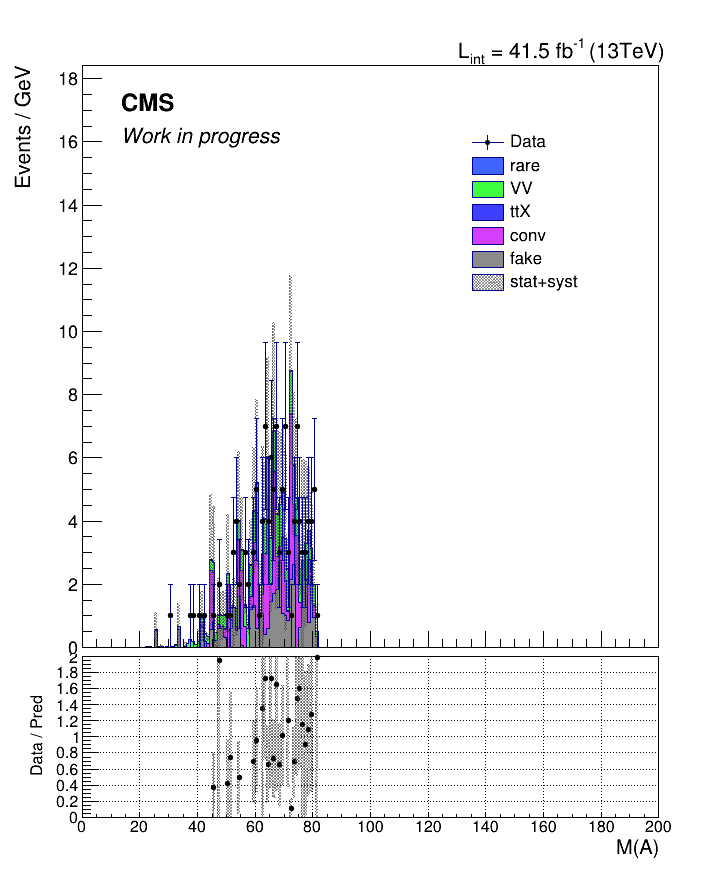 L_int = 41.5 fb^-1 (13TeV)
Events / GeV
18
16
14
12
10
8
6
4
2
0
CMS
Work in progress
Data
rare
VV
ttX
conv
fake
stat+syst
Data / Pred
2
1.8
1.6
1.4
1.2
1
0.8
0.6
0.4
0.2
0
0 20 40 60 80 100 120 140 160 180 200
M(A)